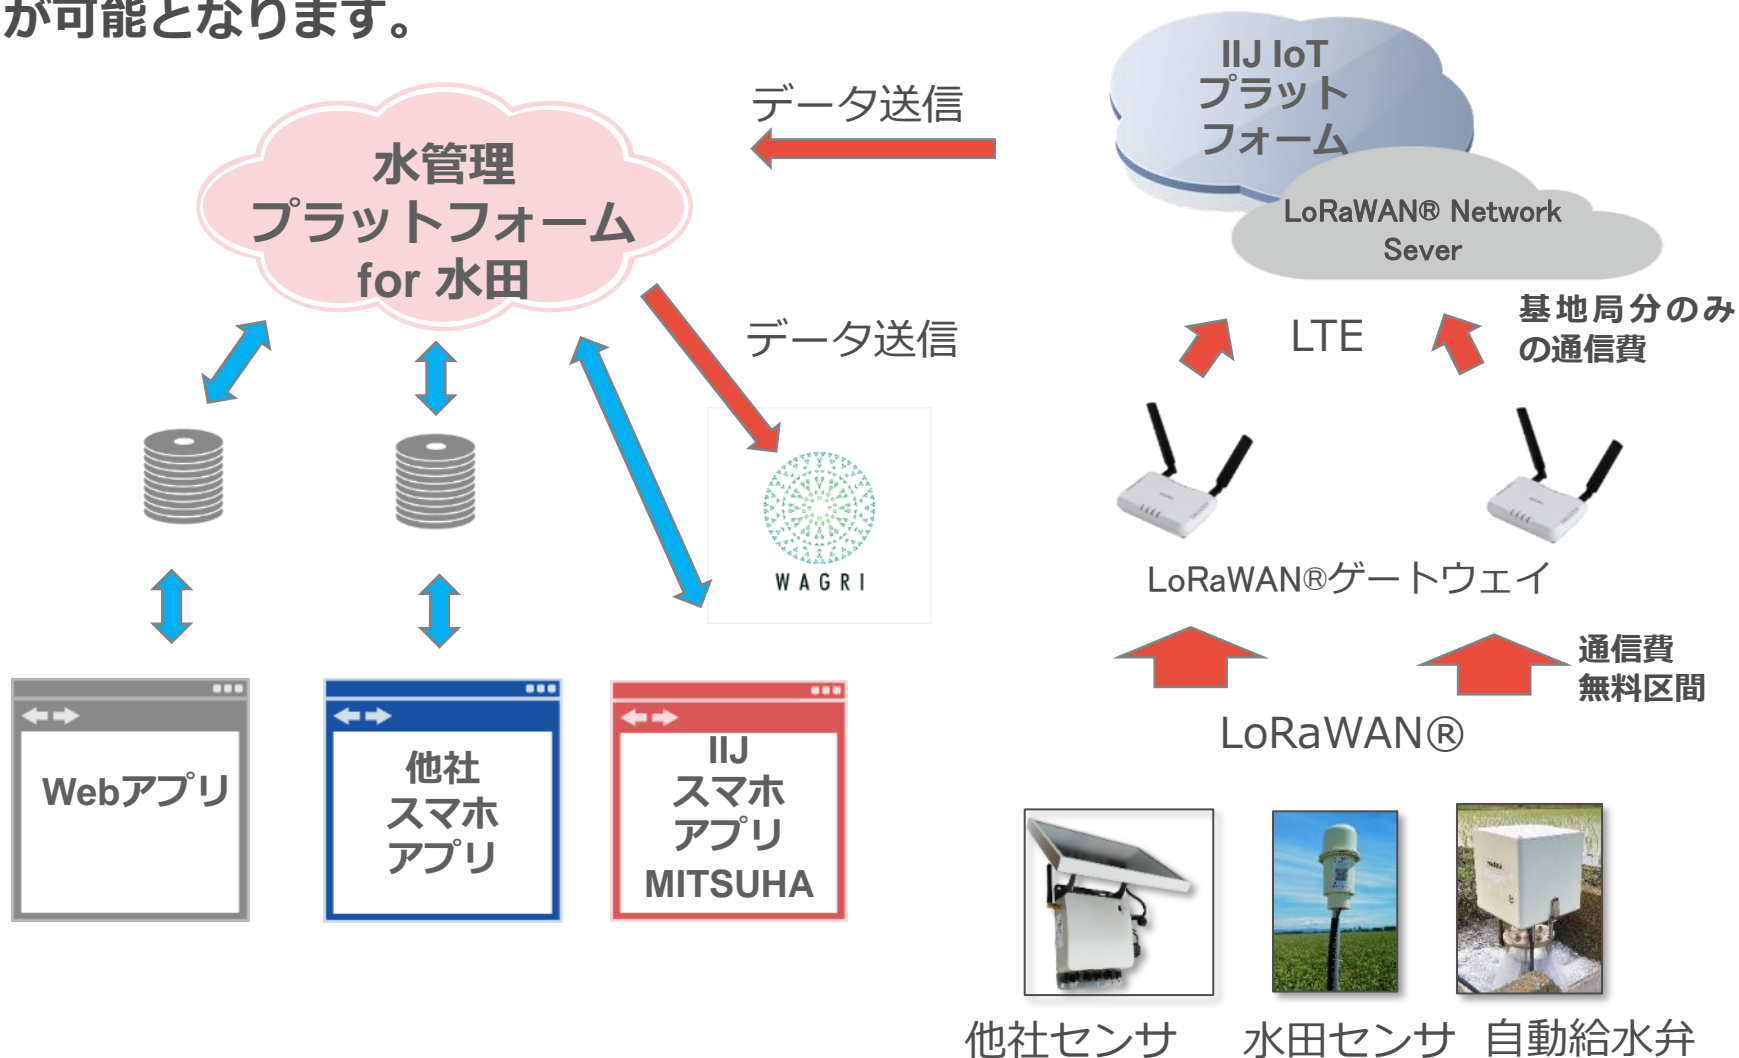 が可能となります。
IIJ IoT
プラット
フォーム
データ送信
水管理
プラットフォーム
for 水田
LoRaWAN® Network
Sever
基地局分のみ
の通信費
LTE
データ送信
WAGRI
LoRaWAN®ゲートウェイ
通信費
無料区間
LoRaWAN®
Webアプリ
他社
スマホ
アプリ
IIJ
スマホ
アプリ
MITSUHA
他社センサ
水田センサ
自動給水弁